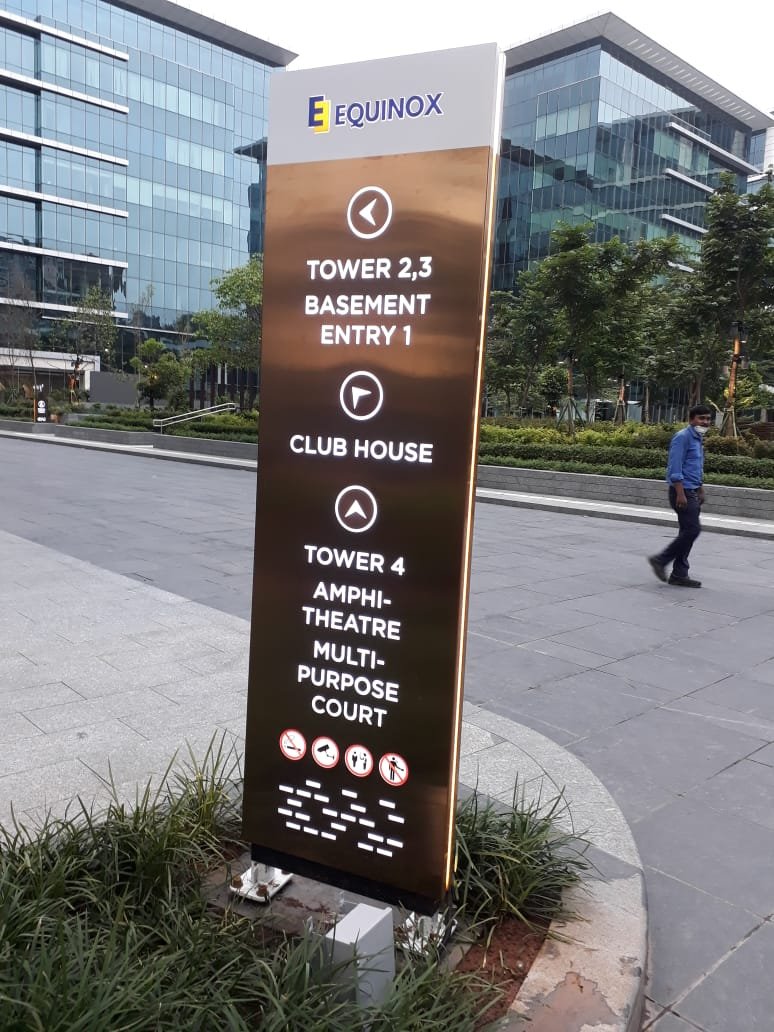 EQUINOX
TOWER 2,3
BASEMENT
ENTRY 1
CLUB HOUSE
TOWER 4
AMPHI-
THEATRE
MULTI-
PURPOSE
COURT